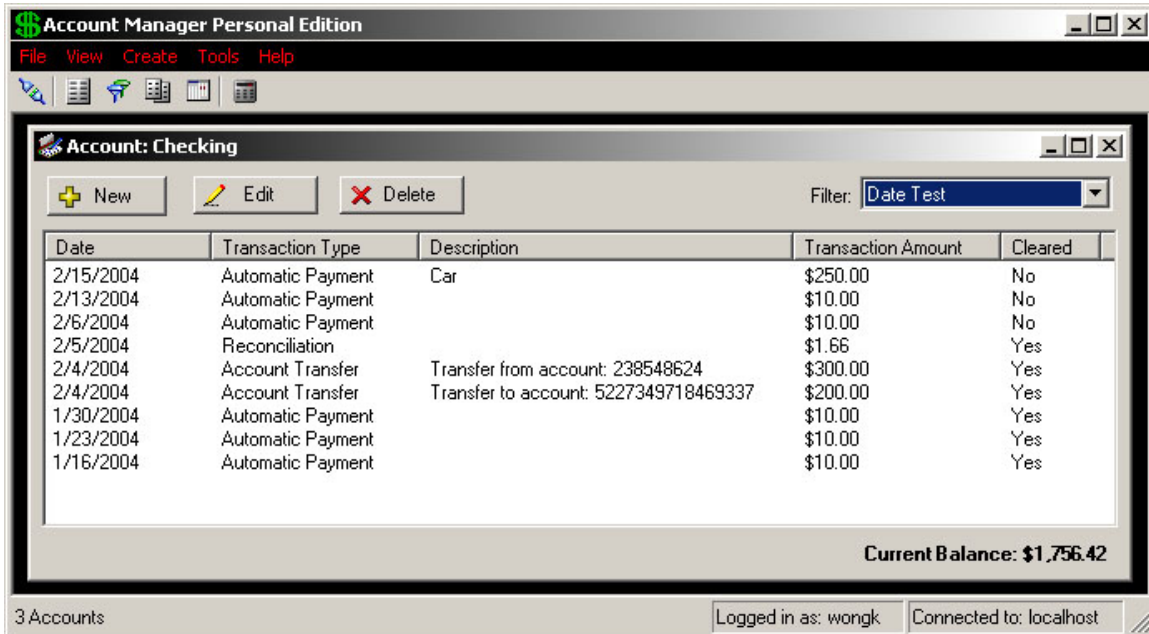 Account Manager Personal Edition
File View Create Tools Help
Account: Checking
New Edit Delete Filter: Date Test
Date Transaction Type Description Transaction Amount Cleared
2/15/2004 Automatic Payment Car $250.00 No
2/13/2004 Automatic Payment $10.00 No
2/6/2004 Automatic Payment $10.00 No
2/5/2004 Reconciliation $1.66 Yes
2/4/2004 Account Transfer Transfer from account: 238548624 $300.00 Yes
2/4/2004 Account Transfer Transfer to account: 5227349718469337 $200.00 Yes
1/30/2004 Automatic Payment $10.00 Yes
1/23/2004 Automatic Payment $10.00 Yes
1/16/2004 Automatic Payment $10.00 Yes
Current Balance: $1,756.42
3 Accounts Logged in as: wongk Connected to: localhost